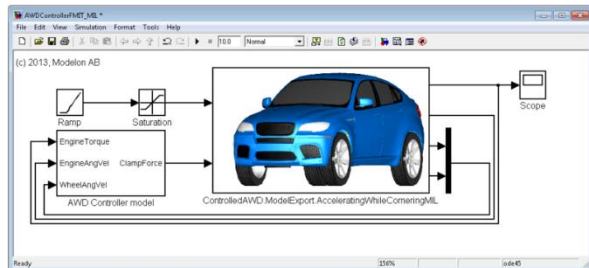 AWDControllerFMIT_MIL *
File Edit View Simulation Format Tools Help
10.0 Normal
(c) 2013, Modelon AB
Ramp
Saturation
Scope
EngineTorque
EngineAngVel ClampForce
WheelAngVel
AWD Controller model
ControlledAWD.ModelExport.AcceleratingWhileCorneringMIL
Ready 156% ode45